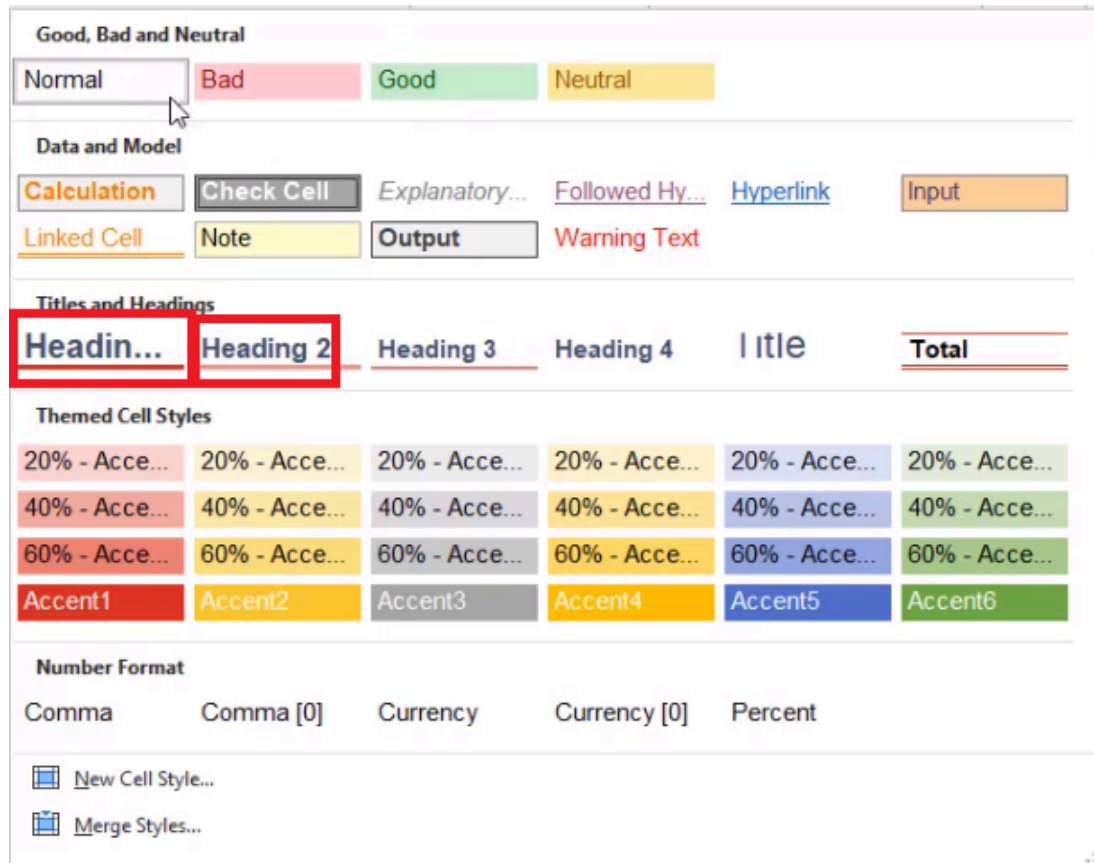 Good, Bad and Neutral
Normal Bad Good Neutral
Data and Model
Calculation Check Cell Explanatory... Followed Hy... Hyperlink Input
Linked Cell Note Output Warning Text
Titles and Headings
Headin... Heading 2 Heading 3 Heading 4 Title Total
Themed Cell Styles
20% - Acce... 20% - Acce... 20% - Acce... 20% - Acce... 20% - Acce... 20% - Acce...
40% - Acce... 40% - Acce... 40% - Acce... 40% - Acce... 40% - Acce... 40% - Acce...
60% - Acce... 60% - Acce... 60% - Acce... 60% - Acce... 60% - Acce... 60% - Acce...
Accent1 Accent2 Accent3 Accent4 Accent5 Accent6
Number Format
Comma Comma [0] Currency Currency [0] Percent
New Cell Style...
Merge Styles...